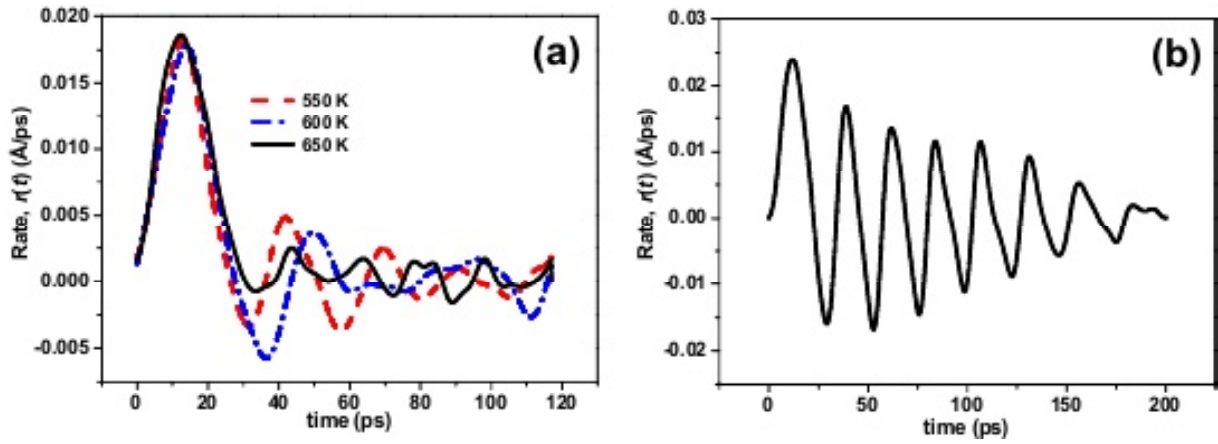 (a)
Rate, r(t) (Å/ps)
0.020
0.015
0.010
0.005
0.000
-0.005
550 K
600 K
650 K
0 20 40 60 80 100 120
time (ps)
(b)
Rate, r(t) (Å/ps)
0.03
0.02
0.01
0.00
-0.01
-0.02
0 50 75 100 125 150 200
time (ps)